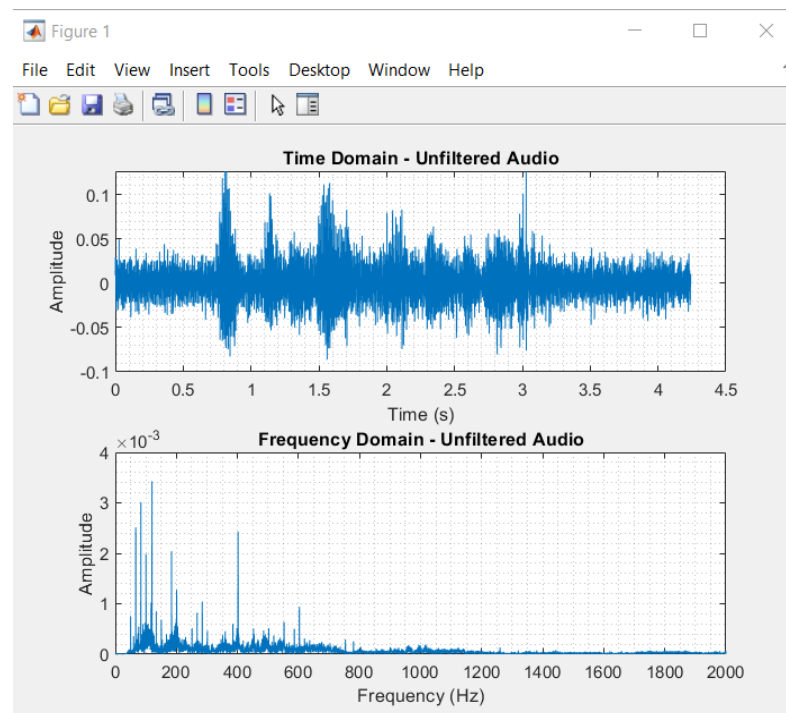 Figure 1
File Edit View Insert Tools Desktop Window Help
Time Domain - Unfiltered Audio
Amplitude
0.1
0.05
0
-0.05
-0.1
0 0.5 1 1.5 2 2.5 3 3.5 4 4.5
Time (s)
Frequency Domain - Unfiltered Audio
×10-3
Amplitude
4
3
2
1
0
0 200 400 600 800 1000 1200 1400 1600 1800 2000
Frequency (Hz)